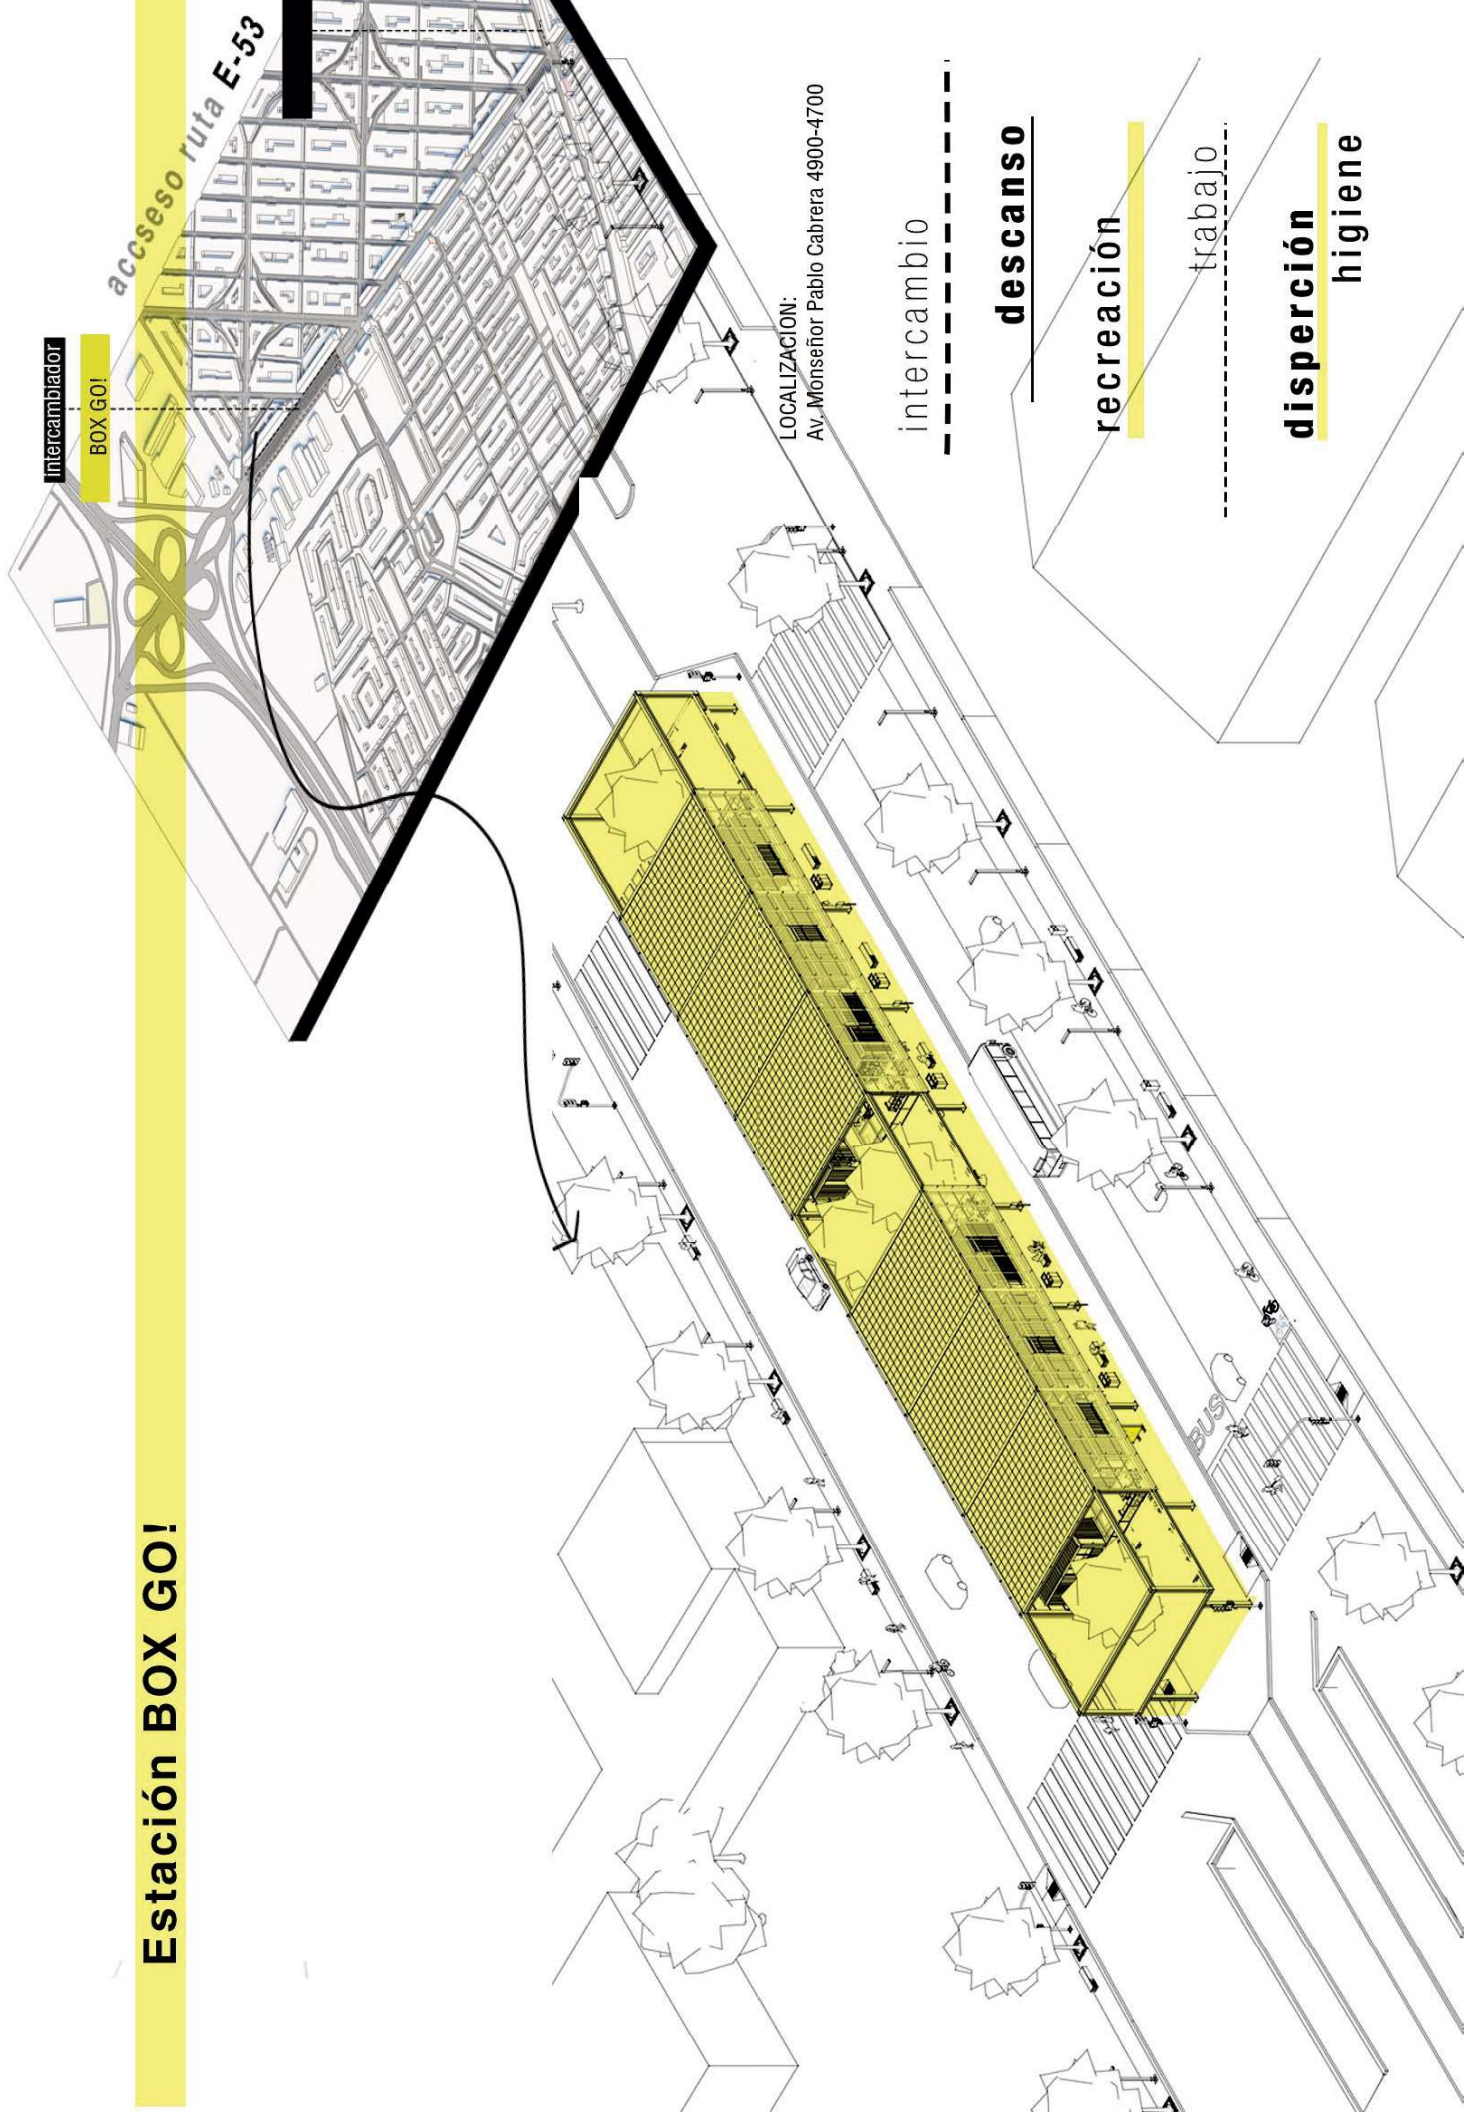 Estación BOX GO!
intercambiador
BOX GO!
accseso ruta E-53
LOCALIZACION:
Av. Monseñor Pablo Cabrera 4900-4700
intercambio
descanso
recreación
trabajo
disperción
higiene
BUS